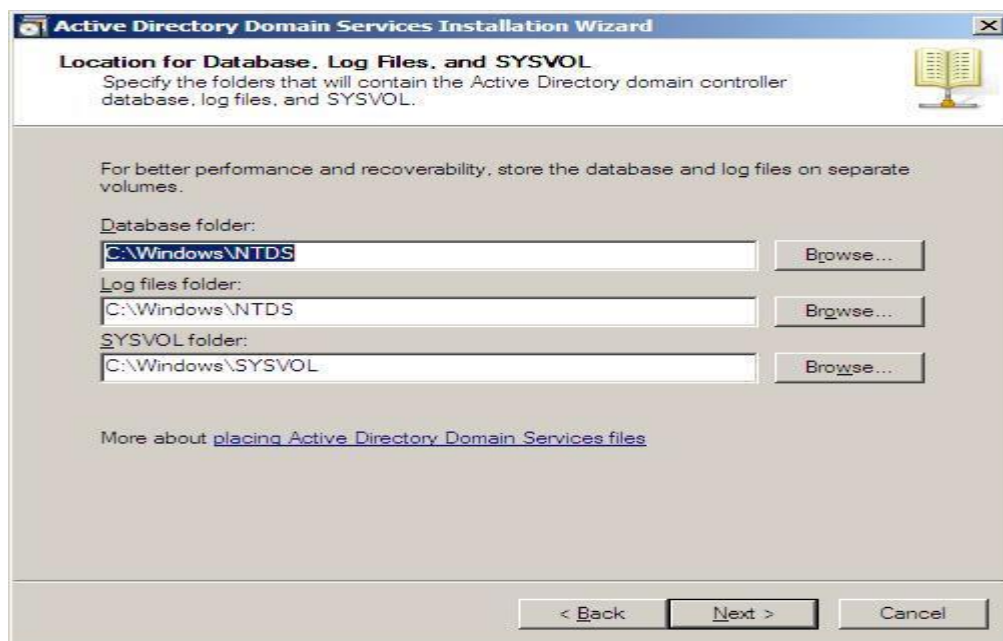 Active Directory Domain Services Installation Wizard
Location for Database, Log Files, and SYSVOL
Specify the folders that will contain the Active Directory domain controller
database, log files, and SYSVOL.
For better performance and recoverability, store the database and log files on separate
volumes.
Database folder:
C:\Windows\NTDS
Browse...
Log files folder:
C:\Windows\NTDS
Browse...
SYSVOL folder:
C:\Windows\SYSVOL
Browse...
More about placing Active Directory Domain Services files
< Back
Next >
Cancel